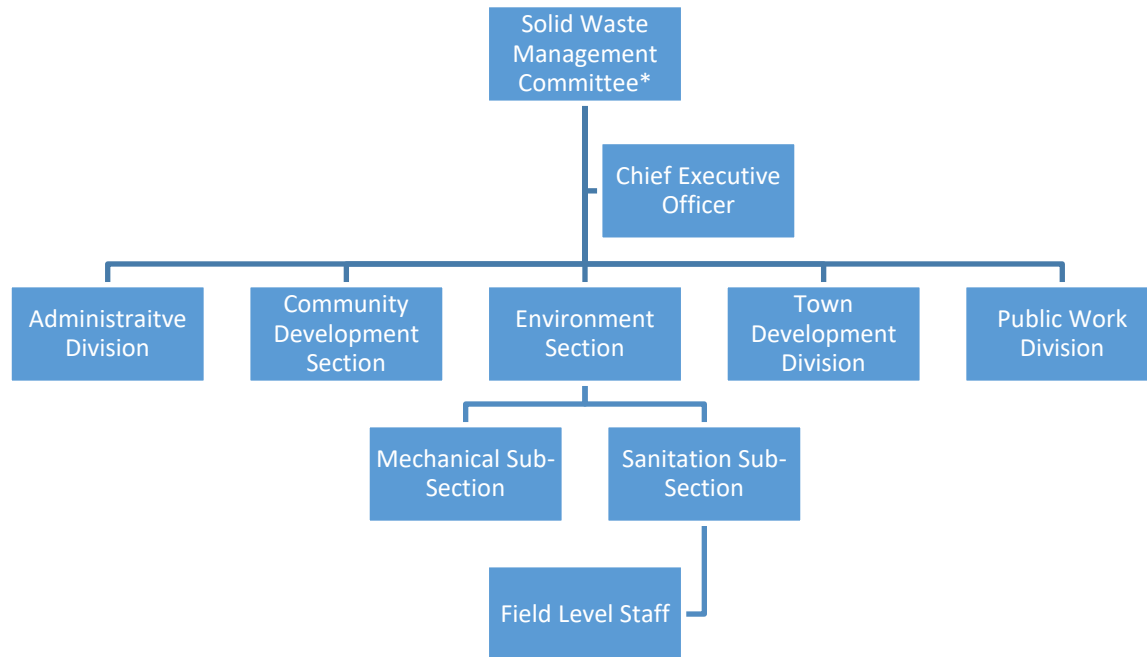 Solid Waste
Management
Committee*
Chief Executive
Officer
Administraitve
Division
Community
Development
Section
Environment
Section
Town
Development
Division
Public Work
Division
Mechanical Sub-
Section
Sanitation Sub-
Section
Field Level Staff